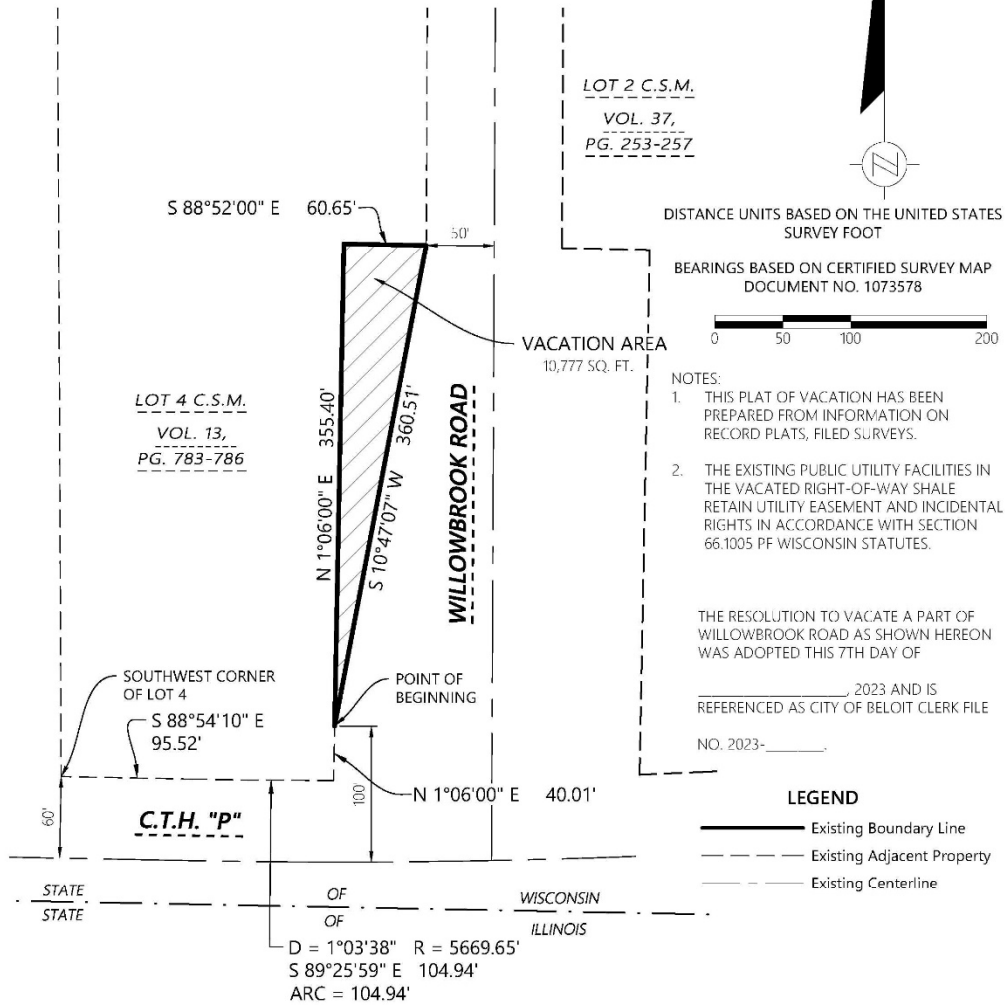 LOT 2 C.S.M.
VOL. 37,
PG. 253-257
S 88°52'00" E 60.65'
50'
N
DISTANCE UNITS BASED ON THE UNITED STATES
SURVEY FOOT
BEARINGS BASED ON CERTIFIED SURVEY MAP
DOCUMENT NO. 1073578
0 50 100 200
VACATION AREA
10,777 SQ. FT.
LOT 4 C.S.M.
VOL. 13,
PG. 783-786
N 1°06'00" E 355.40'
S 10°47'07" W 360.51'
WILLOWBROOK ROAD
NOTES:
1. THIS PLAT OF VACATION HAS BEEN
PREPARED FROM INFORMATION ON
RECORD PLATS, FILED SURVEYS.
2. THE EXISTING PUBLIC UTILITY FACILITIES IN
THE VACATED RIGHT-OF-WAY SHALE
RETAIN UTILITY EASEMENT AND INCIDENTAL
RIGHTS IN ACCORDANCE WITH SECTION
66.1005 PF WISCONSIN STATUTES.
THE RESOLUTION TO VACATE A PART OF
WILLOWBROOK ROAD AS SHOWN HEREON
WAS ADOPTED THIS 7TH DAY OF
____________________, 2023 AND IS
REFERENCED AS CITY OF BELOIT CLERK FILE
NO. 2023-________.
SOUTHWEST CORNER
OF LOT 4
POINT OF
BEGINNING
S 88°54'10" E
95.52'
N 1°06'00" E 40.01'
60'
100'
C.T.H. "P"
LEGEND
Existing Boundary Line
Existing Adjacent Property
Existing Centerline
STATE OF WISCONSIN
STATE OF ILLINOIS
D = 1°03'38" R = 5669.65'
S 89°25'59" E 104.94'
ARC = 104.94'